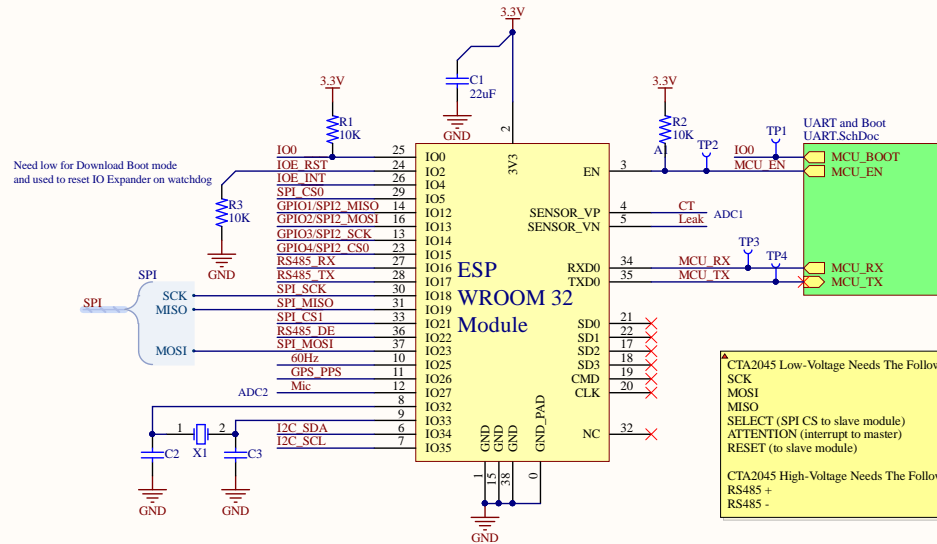 3.3V
C1
22uF
GND
3.3V
R1
10K
3.3V
R2
10K
A1
TP2
TP1
UART and Boot
UART.SchDoc
IO0
MCU_EN
MCU_BOOT
MCU_EN
Need low for Download Boot mode
and used to reset IO Expander on watchdog
R3
10K
GND
2
3V3
IO0 25 IO0
IOE_RST 24 IO2
IOE_INT 26 IO4
SPI_CS0 29 IO5
GPIO1/SPI2_MISO 14 IO12
GPIO2/SPI2_MOSI 16 IO13
GPIO3/SPI2_SCK 13 IO14
GPIO4/SPI2_CS0 23 IO15
RS485_RX 27 IO16
RS485_TX 28 IO17
SPI_SCK 30 IO18
SPI_MISO 31 IO19
SPI_CS1 33 IO21
RS485_DE 36 IO22
SPI_MOSI 37 IO23
60Hz 10 IO25
GPS_PPS 11 IO26
ADC2 Mic 12 IO27
8 IO32
9 IO33
I2C_SDA 6 IO34
I2C_SCL 7 IO35
ESP
WROOM 32
Module
EN 3
SENSOR_VP 4 CT
SENSOR_VN 5 Leak
ADC1
RXD0 34 MCU_RX
TXD0 35 MCU_TX
TP3
TP4
MCU_RX
MCU_TX
SD0 21
SD1 22
SD2 17
SD3 18
CMD 19
CLK 20
NC 32
SPI
SPI
SCK
MISO
MOSI
1 2
C2 X1 C3
GND GND
GND
GND
GND
GND_PAD
1
15
38
0
GND
CTA2045 Low-Voltage Needs The Follow
SCK
MOSI
MISO
SELECT (SPI CS to slave module)
ATTENTION (interrupt to master)
RESET (to slave module)
CTA2045 High-Voltage Needs The Follow
RS485 +
RS485 -